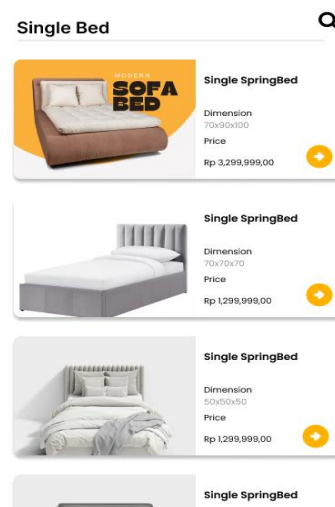 Single Bed
MODERN
SOFA
BED
Single SpringBed
Dimension
70x90x100
Price
Rp 3,299,999,00
Single SpringBed
Dimension
70x70x70
Price
Rp 1,299,999,00
Single SpringBed
Dimension
50x50x50
Price
Rp 1,299,999,00
Single SpringBed